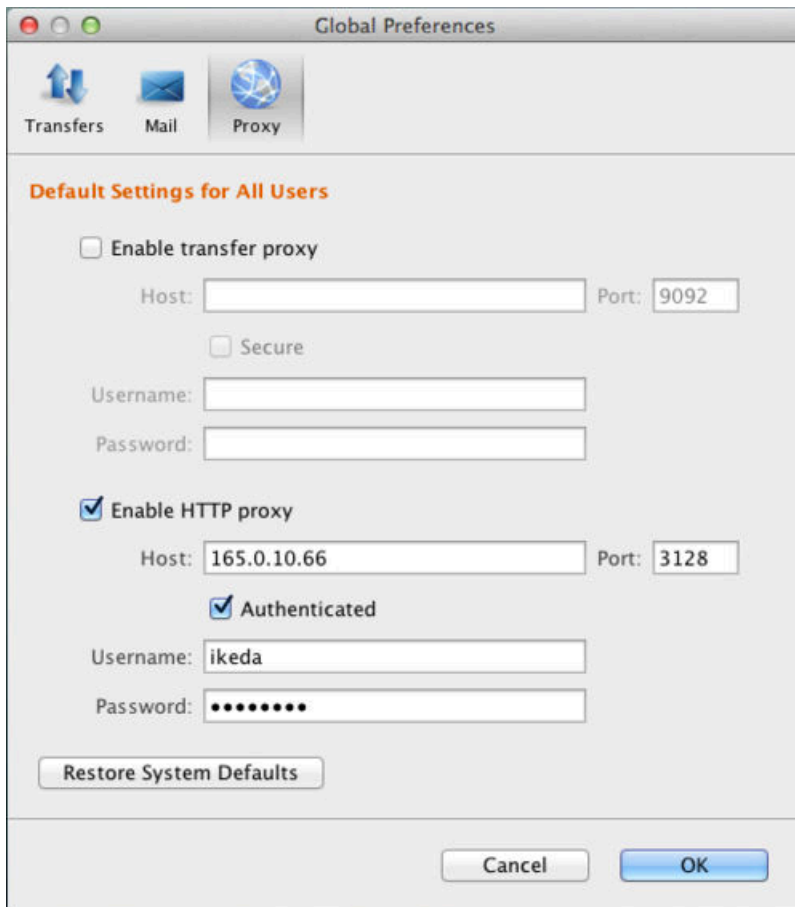 Global Preferences
Transfers Mail Proxy
Default Settings for All Users
Enable transfer proxy
Host: Port: 9092
Secure
Username:
Password:
Enable HTTP proxy
Host: 165.0.10.66 Port: 3128
Authenticated
Username: ikeda
Password: ••••••••
Restore System Defaults
Cancel OK